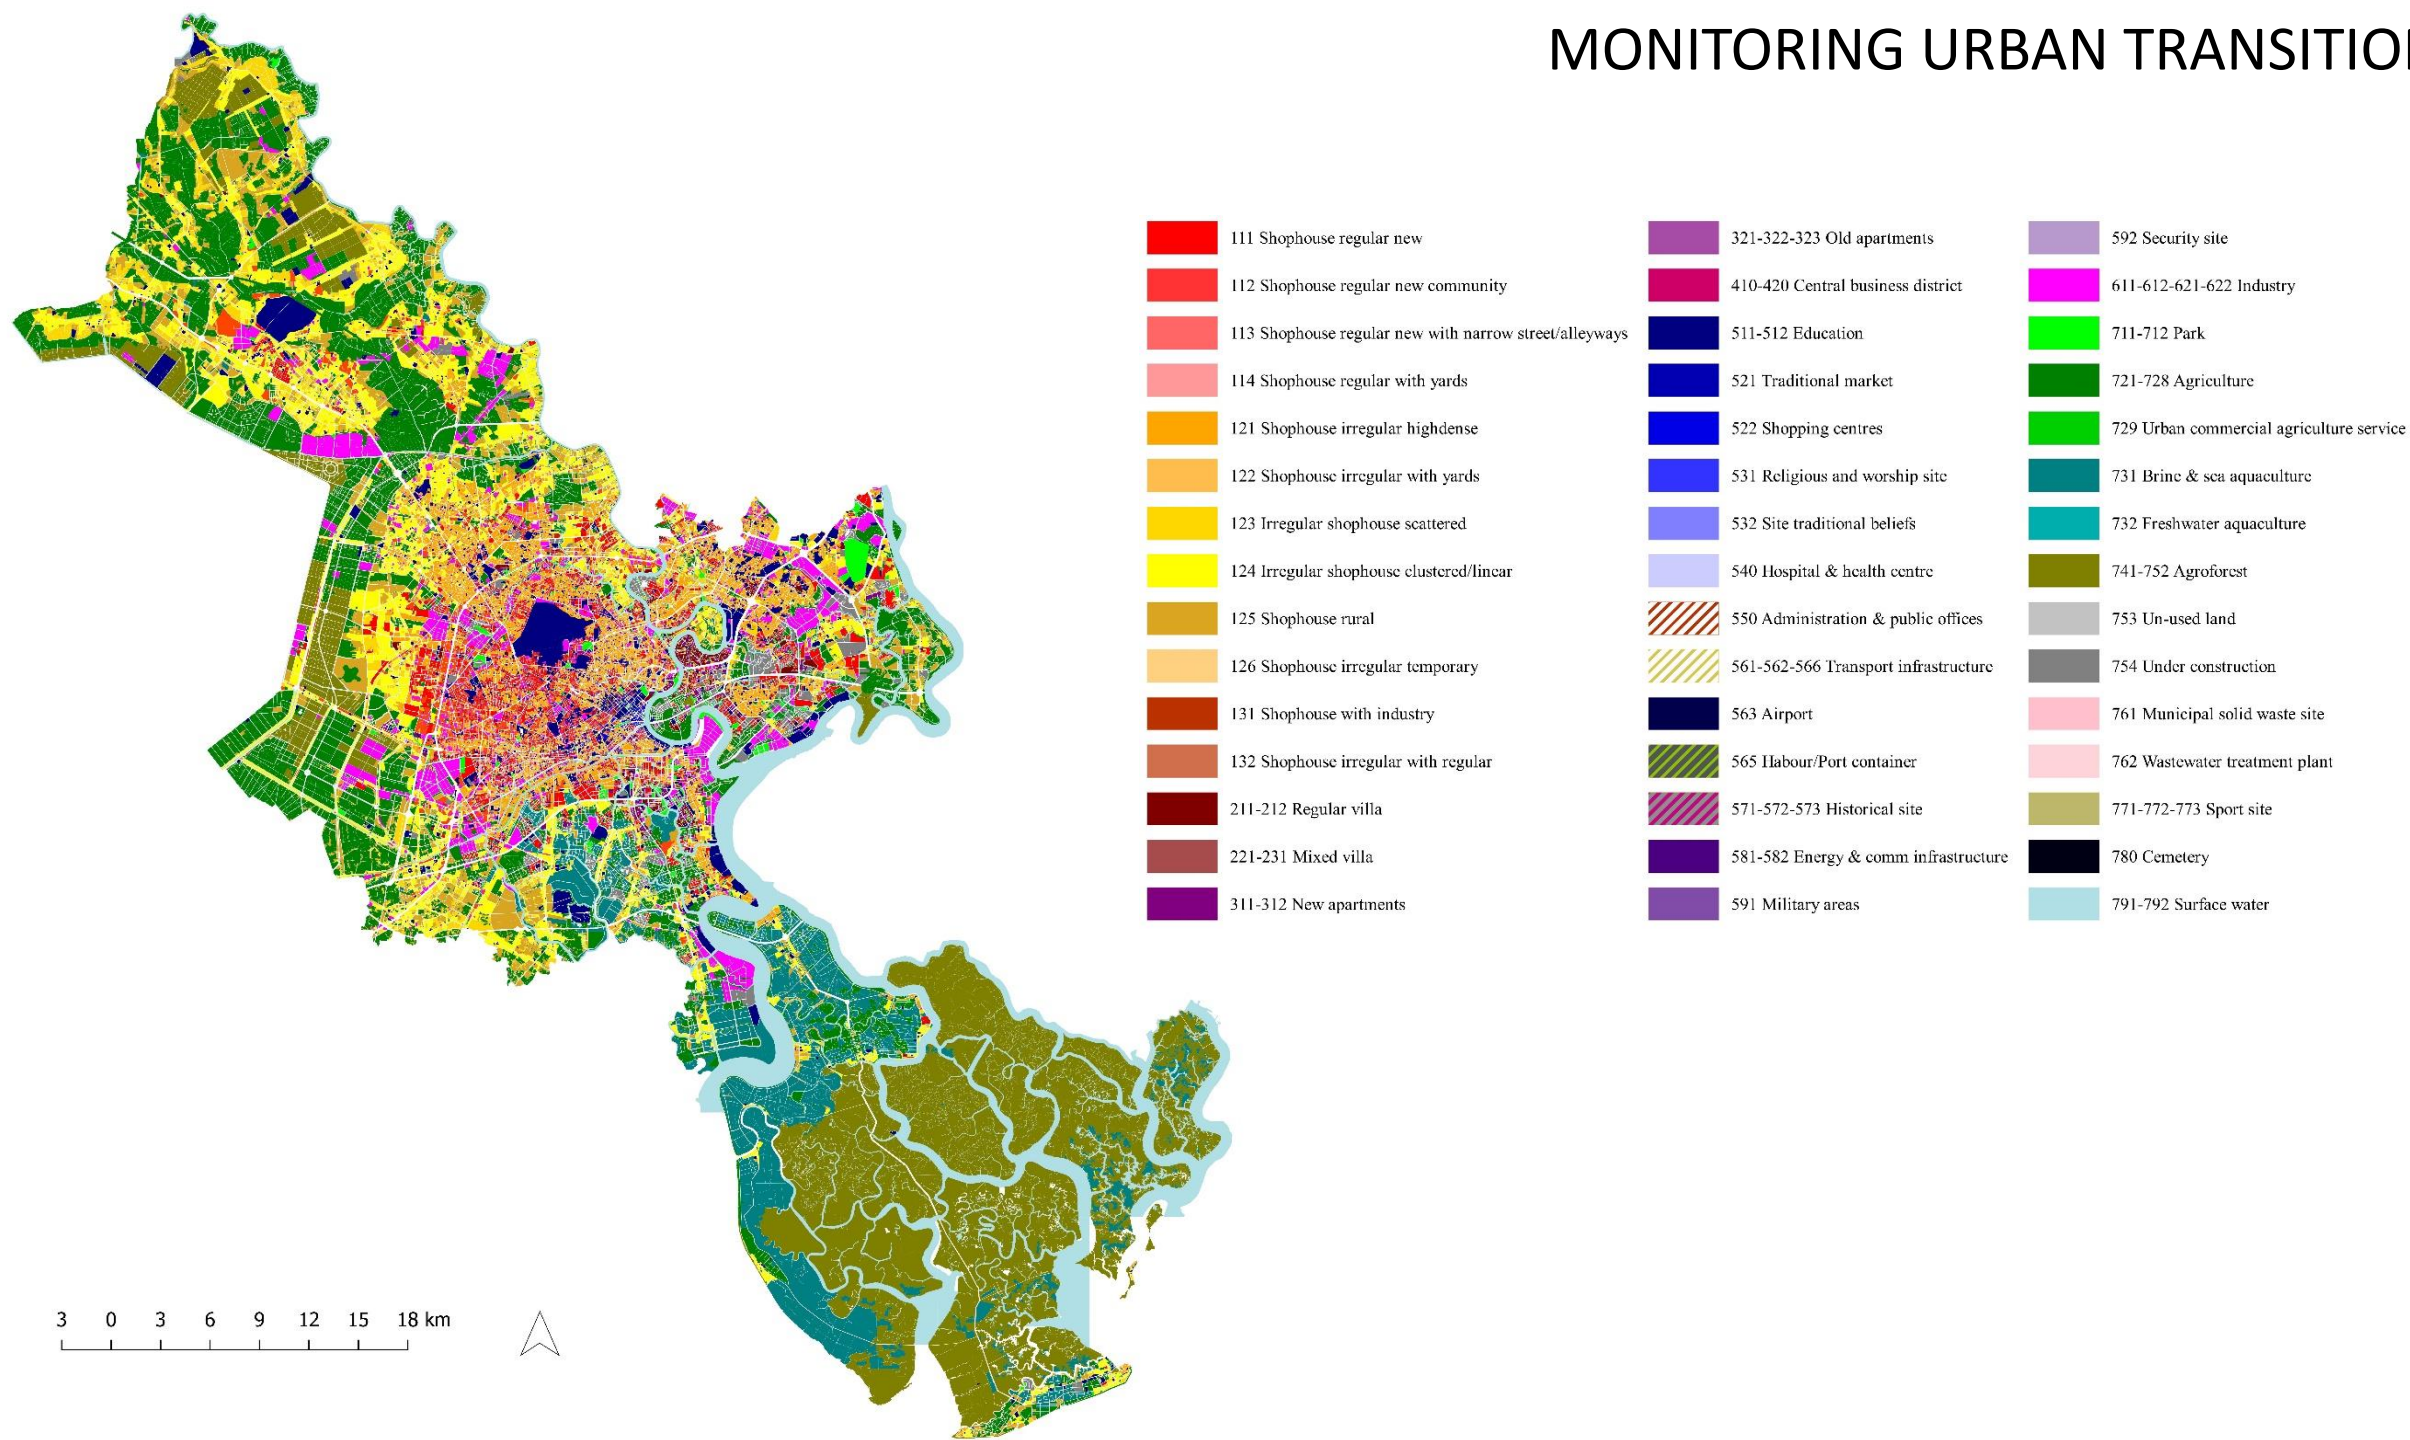 MONITORING URBAN TRANSITIO
111 Shophouse regular new
112 Shophouse regular new community
113 Shophouse regular new with narrow street/alleyways
114 Shophouse regular with yards
121 Shophouse irregular highdense
122 Shophouse irregular with yards
123 Irregular shophouse scattered
124 Irregular shophouse clustered/linear
125 Shophouse rural
126 Shophouse irregular temporary
131 Shophouse with industry
132 Shophouse irregular with regular
211-212 Regular villa
221-231 Mixed villa
311-312 New apartments
321-322-323 Old apartments
410-420 Central business district
511-512 Education
521 Traditional market
522 Shopping centres
531 Religious and worship site
532 Site traditional beliefs
540 Hospital & health centre
550 Administration & public offices
561-562-566 Transport infrastructure
563 Airport
565 Habour/Port container
571-572-573 Historical site
581-582 Energy & comm infrastructure
591 Military areas
592 Security site
611-612-621-622 Industry
711-712 Park
721-728 Agriculture
729 Urban commercial agriculture service
731 Brine & sea aquaculture
732 Freshwater aquaculture
741-752 Agroforest
753 Un-used land
754 Under construction
761 Municipal solid waste site
762 Wastewater treatment plant
771-772-773 Sport site
780 Cemetery
791-792 Surface water
3 0 3 6 9 12 15 18 km